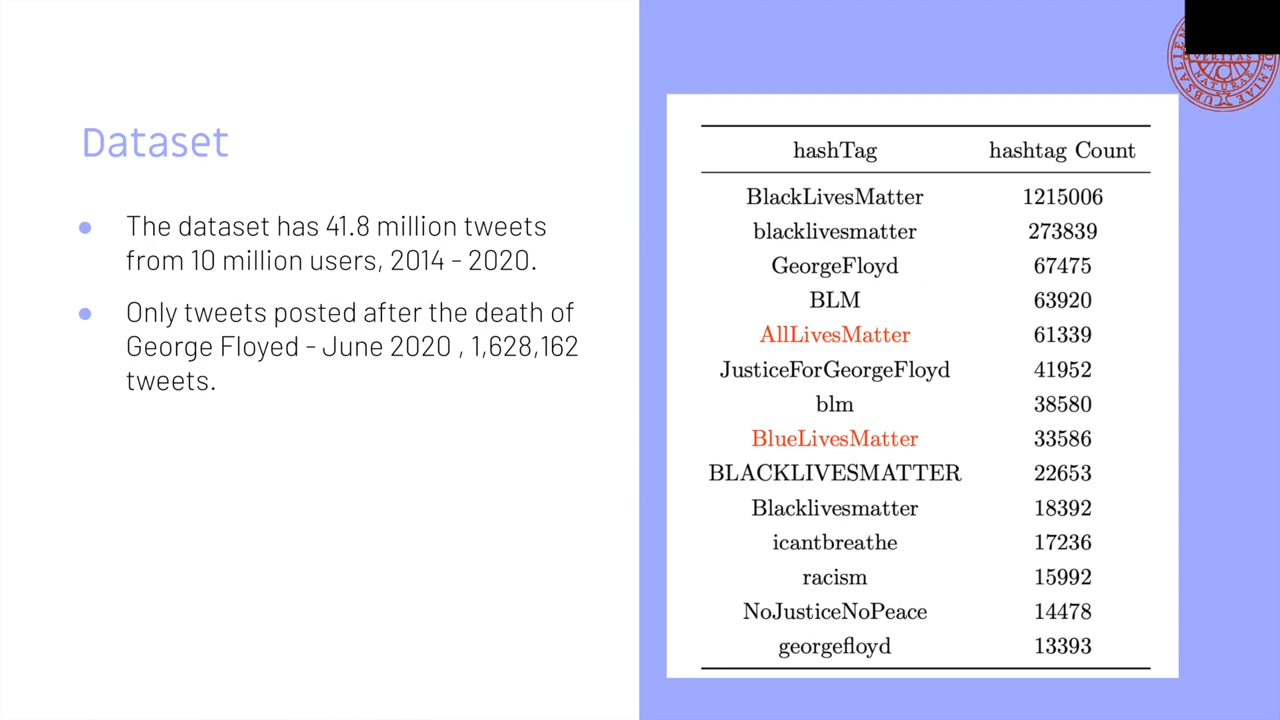 Dataset
The dataset has 41.8 million tweets
from 10 million users, 2014 - 2020.
Only tweets posted after the death of
George Floyed - June 2020 , 1,628,162
tweets.
hashTag hashtag Count
BlackLivesMatter 1215006
blacklivesmatter 273839
GeorgeFloyd 67475
BLM 63920
AllLivesMatter 61339
JusticeForGeorgeFloyd 41952
blm 38580
BlueLivesMatter 33586
BLACKLIVESMATTER 22653
Blacklivesmatter 18392
icantbreathe 17236
racism 15992
NoJusticeNoPeace 14478
georgefloyd 13393
VERITAS
NATURAE